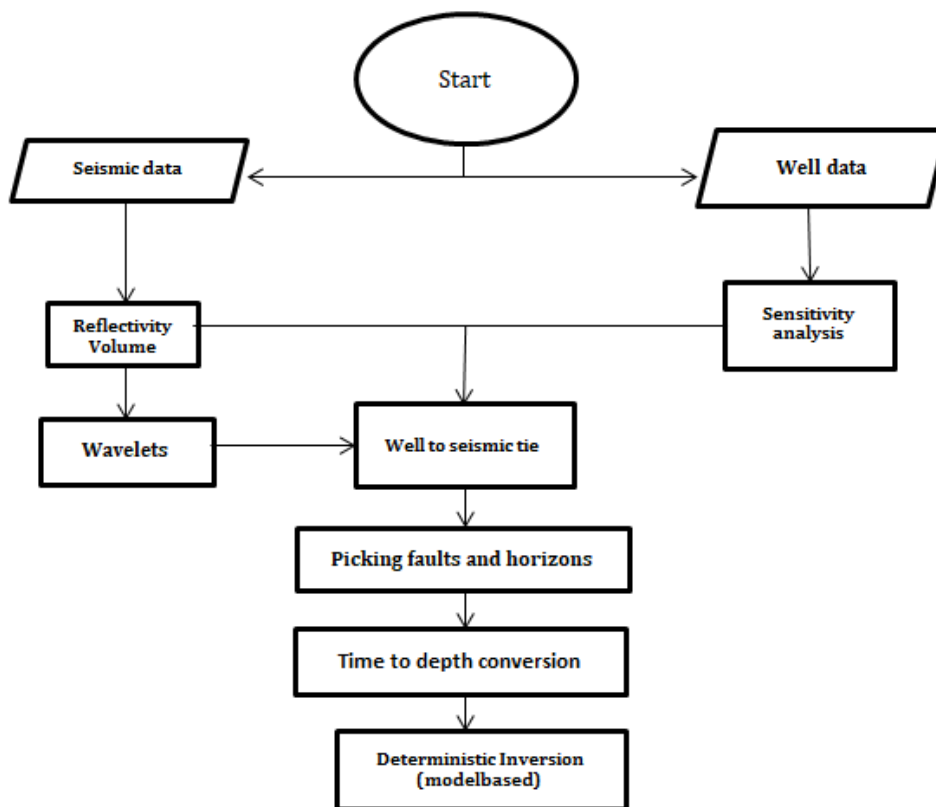 Start
Seismic data
Well data
Reflectivity
Volume
Sensitivity
analysis
Wavelets
Well to seismic tie
Picking faults and horizons
Time to depth conversion
Deterministic Inversion
(modelbased)